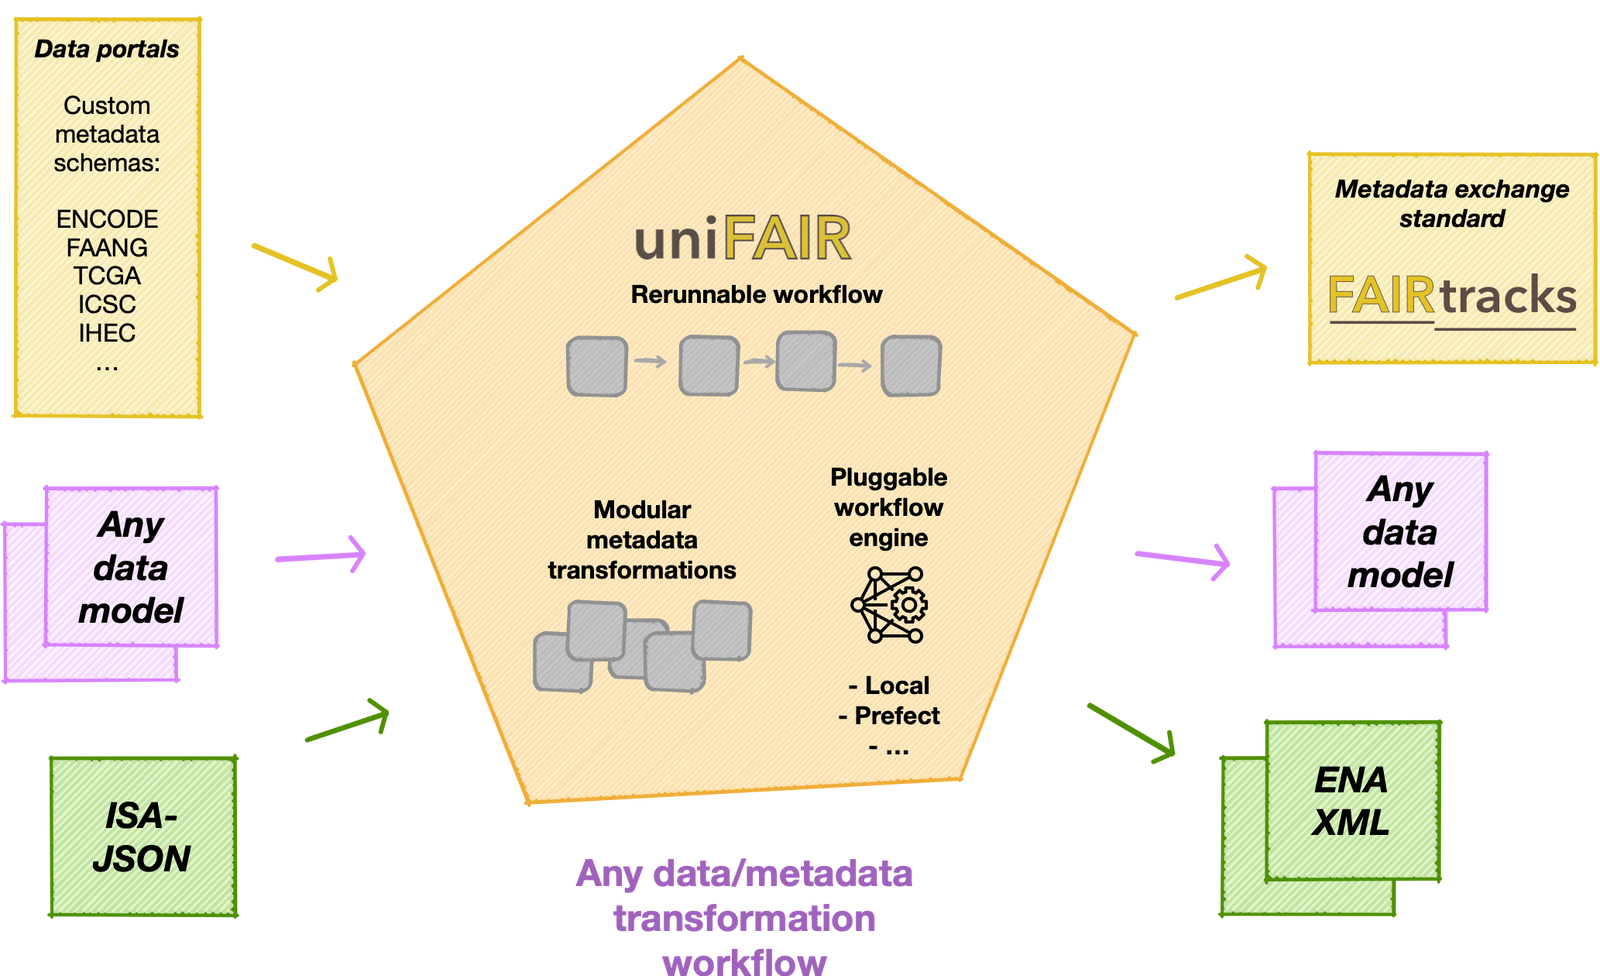 Data portals
Custom
metadata
schemas:
ENCODE
FAANG
TCGA
ICSC
IHEC
...
Any
data
model
ISA-
JSON
uniFAIR
Rerunnable workflow
Modular
metadata
transformations
Pluggable
workflow
engine
- Local
- Prefect
- ...
Any data/metadata
transformation
workflow
Metadata exchange
standard
FAIRtracks
Any
data
model
ENA
XML